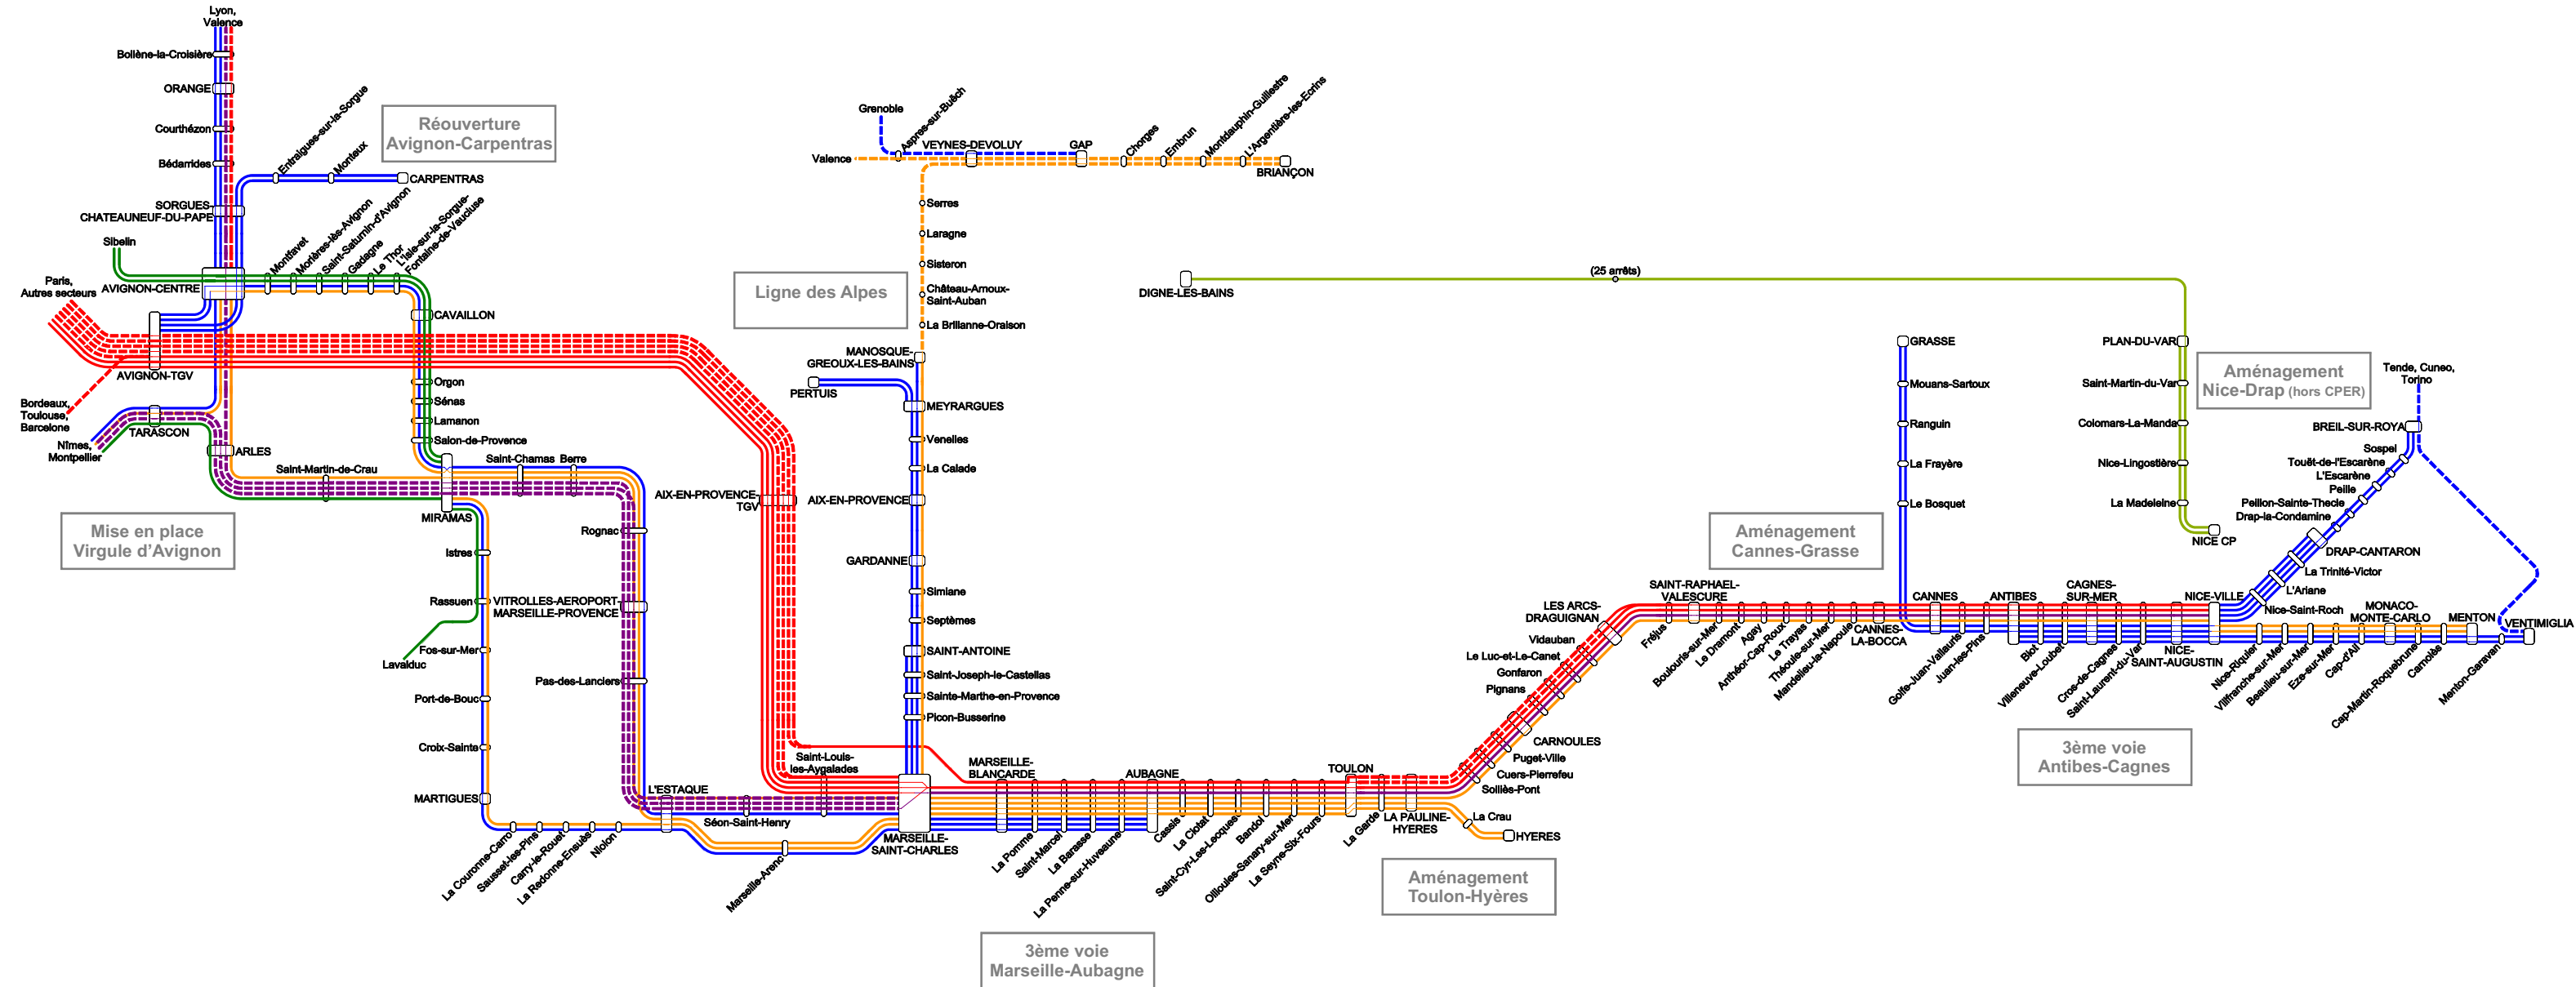 Lyon,
Valence
Bollène-la-Croisière
ORANGE
Courthézon
Bédarrides
SORGUES-
CHATEAUNEUF-DU-PAPE
Entraigues-sur-la-Sorgue
Monteux
CARPENTRAS
Réouverture
Avignon-Carpentras
Sibelin
AVIGNON-CENTRE
Montfavet
Morières-lès-Avignon
Saint-Saturnin-d'Avignon
Gadagne
Le Thor
L'Isle-sur-la-Sorgue-
Fontaine-de-Vaucluse
Paris,
Autres secteurs
AVIGNON-TGV
Bordeaux,
Toulouse,
Barcelone
Nîmes,
Montpellier
TARASCON
ARLES
Saint-Martin-de-Crau
CAVAILLON
Orgon
Sénas
Lamanon
Salon-de-Provence
MIRAMAS
Saint-Chamas
Berre
Mise en place
Virgule d'Avignon
Istres
Rassuen
Lavalduc
Fos-sur-Mer
Port-de-Bouc
Croix-Sainte
MARTIGUES
La Couronne-Carro
Sausset-les-Pins
Carry-le-Rouet
La Redonne-Ensuès
Niolon
Rognac
VITROLLES-AEROPORT-
MARSEILLE-PROVENCE
Pas-des-Lanciers
L'ESTAQUE
Séon-Saint-Henry
Saint-Louis-
les-Aygalades
Marseille-Arenc
AIX-EN-PROVENCE-
TGV
Grenoble
Valence
Aspres-sur-Buëch
VEYNES-DEVOLUY
GAP
Chorges
Embrun
Montdauphin-Guillestre
L'Argentière-les-Ecrins
BRIANÇON
Serres
Laragne
Sisteron
Château-Arnoux-
Saint-Auban
La Brillanne-Oraison
Ligne des Alpes
MANOSQUE-
GREOUX-LES-BAINS
PERTUIS
MEYRARGUES
Venelles
La Calade
AIX-EN-PROVENCE
GARDANNE
Simiane
Septèmes
SAINT-ANTOINE
Saint-Joseph-le-Castellas
Sainte-Marthe-en-Provence
Picon-Busserine
MARSEILLE-
SAINT-CHARLES
MARSEILLE-
BLANCARDE
La Pomme
Saint-Marcel
La Barasse
La Penne-sur-Huveaune
AUBAGNE
Cassis
La Ciotat
Saint-Cyr-Les-Lecques
Bandol
Ollioules-Sanary-sur-Mer
La Seyne-Six-Fours
TOULON
La Garde
LA PAULINE-
HYERES
La Crau
HYERES
3ème voie
Marseille-Aubagne
Aménagement
Toulon-Hyères
Solliès-Pont
Cuers-Pierrefeu
Puget-Ville
CARNOULES
Pignans
Gonfaron
Le Luc-et-Le-Canet
Vidauban
LES ARCS-
DRAGUIGNAN
SAINT-RAPHAEL-
VALESCURE
Fréjus
Boulouris-sur-Mer
Le Dramont
Agay
Anthéor-Cap-Roux
Le Trayas
Théoule-sur-Mer
Mandelieu-la-Napoule
CANNES-
LA-BOCCA
Aménagement
Cannes-Grasse
GRASSE
Mouans-Sartoux
Ranguin
La Frayère
Le Bosquet
CANNES
Golfe-Juan-Vallauris
Juan-les-Pins
ANTIBES
Biot
Villeneuve-Loubet
CAGNES-
SUR-MER
Cros-de-Cagnes
Saint-Laurent-du-Var
NICE-
SAINT-AUGUSTIN
NICE-VILLE
3ème voie
Antibes-Cagnes
DIGNE-LES-BAINS
(25 arrêts)
PLAN-DU-VAR
Saint-Martin-du-Var
Colomars-La-Manda
Nice-Lingostière
La Madeleine
NICE CP
Aménagement
Nice-Drap (hors CPER)
Tende, Cuneo,
Torino
BREIL-SUR-ROYA
Sospel
Touët-de-l'Escarène
L'Escarène
Peille
Peillon-Sainte-Thecle
Drap-la-Condamine
DRAP-CANTARON
La Trinité-Victor
L'Ariane
Nice-Saint-Roch
Nice-Riquier
Villfranche-sur-Mer
Beaulieu-sur-Mer
Eze-sur-Mer
Cap-d'Ail
MONACO-
MONTE-CARLO
Cap-Martin-Roquebrune
Carnolès
MENTON
Menton-Garavan
VENTIMIGLIA